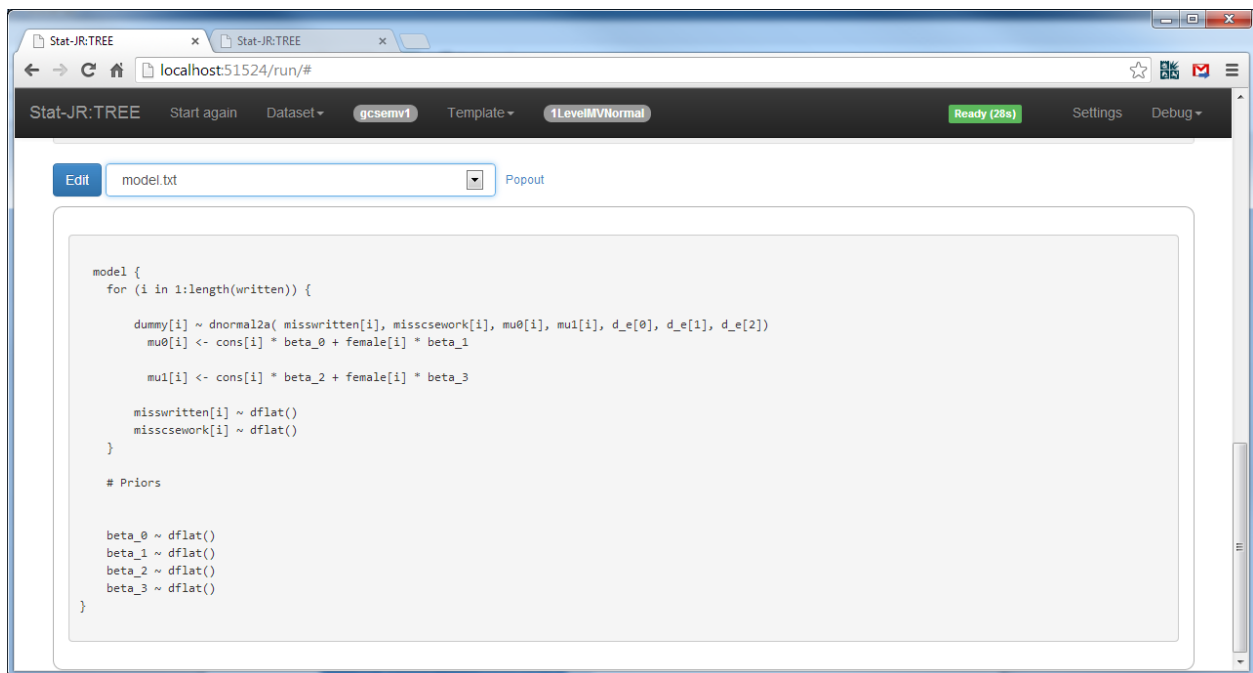 Stat-JR:TREE
Stat-JR:TREE
localhost:51524/run/#
Stat-JR:TREE Start again Dataset gcsemv1 Template 1LevelMVNormal Ready (28s) Settings Debug
Edit model.txt Popout
model {
for (i in 1:length(written)) {
dummy[i] ~ dnormal2a( misswritten[i], misscsework[i], mu0[i], mu1[i], d_e[0], d_e[1], d_e[2])
mu0[i] <- cons[i] * beta_0 + female[i] * beta_1
mu1[i] <- cons[i] * beta_2 + female[i] * beta_3
misswritten[i] ~ dflat()
misscsework[i] ~ dflat()
}
# Priors
beta_0 ~ dflat()
beta_1 ~ dflat()
beta_2 ~ dflat()
beta_3 ~ dflat()
}